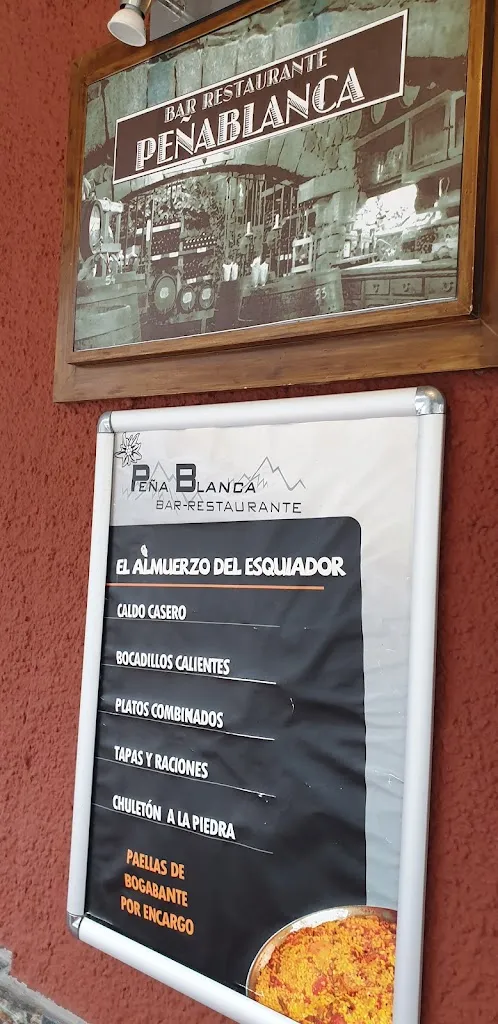 BAR RESTAURANTE
PEÑABLANCA
PEÑA BLANCA
BAR-RESTAURANTE
EL ALMUERZO DEL ESQUIADOR
CALDO CASERO
BOCADILLOS CALIENTES
PLATOS COMBINADOS
TAPAS Y RACIONES
CHULETÓN A LA PIEDRA
PAELLAS DE
BOGABANTE
POR ENCARGO